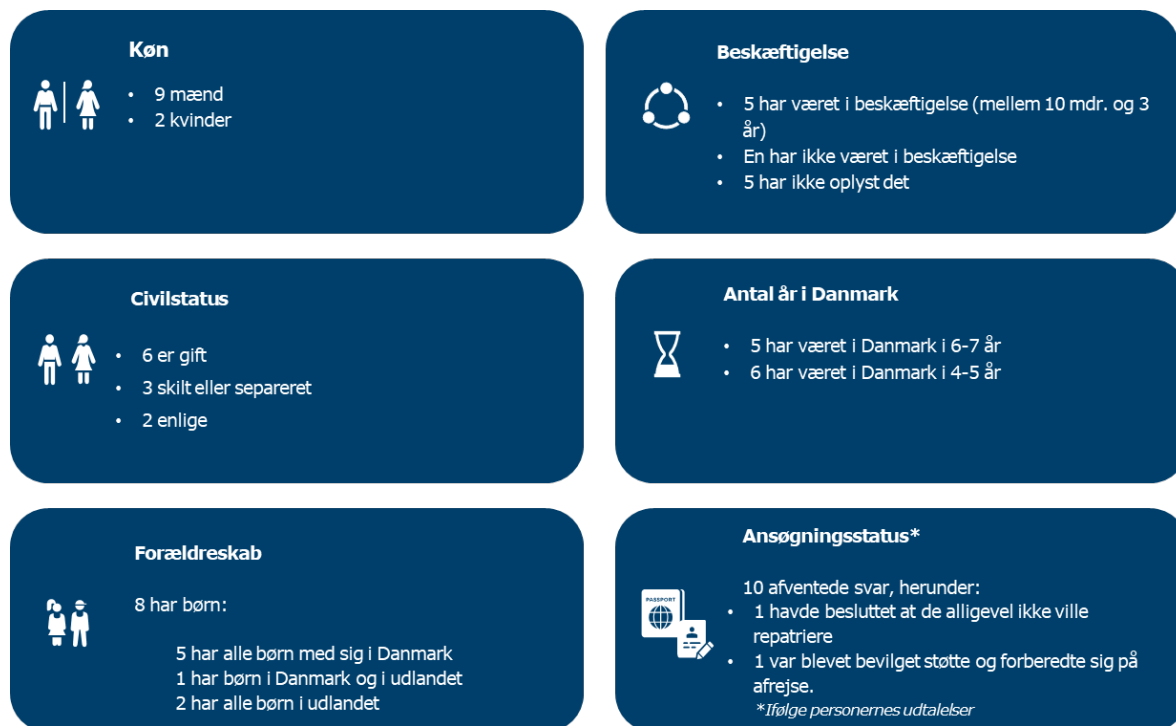 Køn
• 9 mænd
• 2 kvinder
Beskæftigelse
• 5 har været i beskæftigelse (mellem 10 mdr. og 3
år)
• En har ikke været i beskæftigelse
• 5 har ikke oplyst det
Civilstatus
• 6 er gift
• 3 skilt eller separeret
• 2 enlige
Antal år i Danmark
• 5 har været i Danmark i 6-7 år
• 6 har været i Danmark i 4-5 år
Forældreskab
8 har børn:
5 har alle børn med sig i Danmark
1 har børn i Danmark og i udlandet
2 har alle børn i udlandet
Ansøgningsstatus*
PASSPORT
10 afventede svar, herunder:
• 1 havde besluttet at de alligevel ikke ville
repatriere
• 1 var blevet bevilget støtte og forberedte sig på
afrejse.
*Ifølge personernes udtalelser